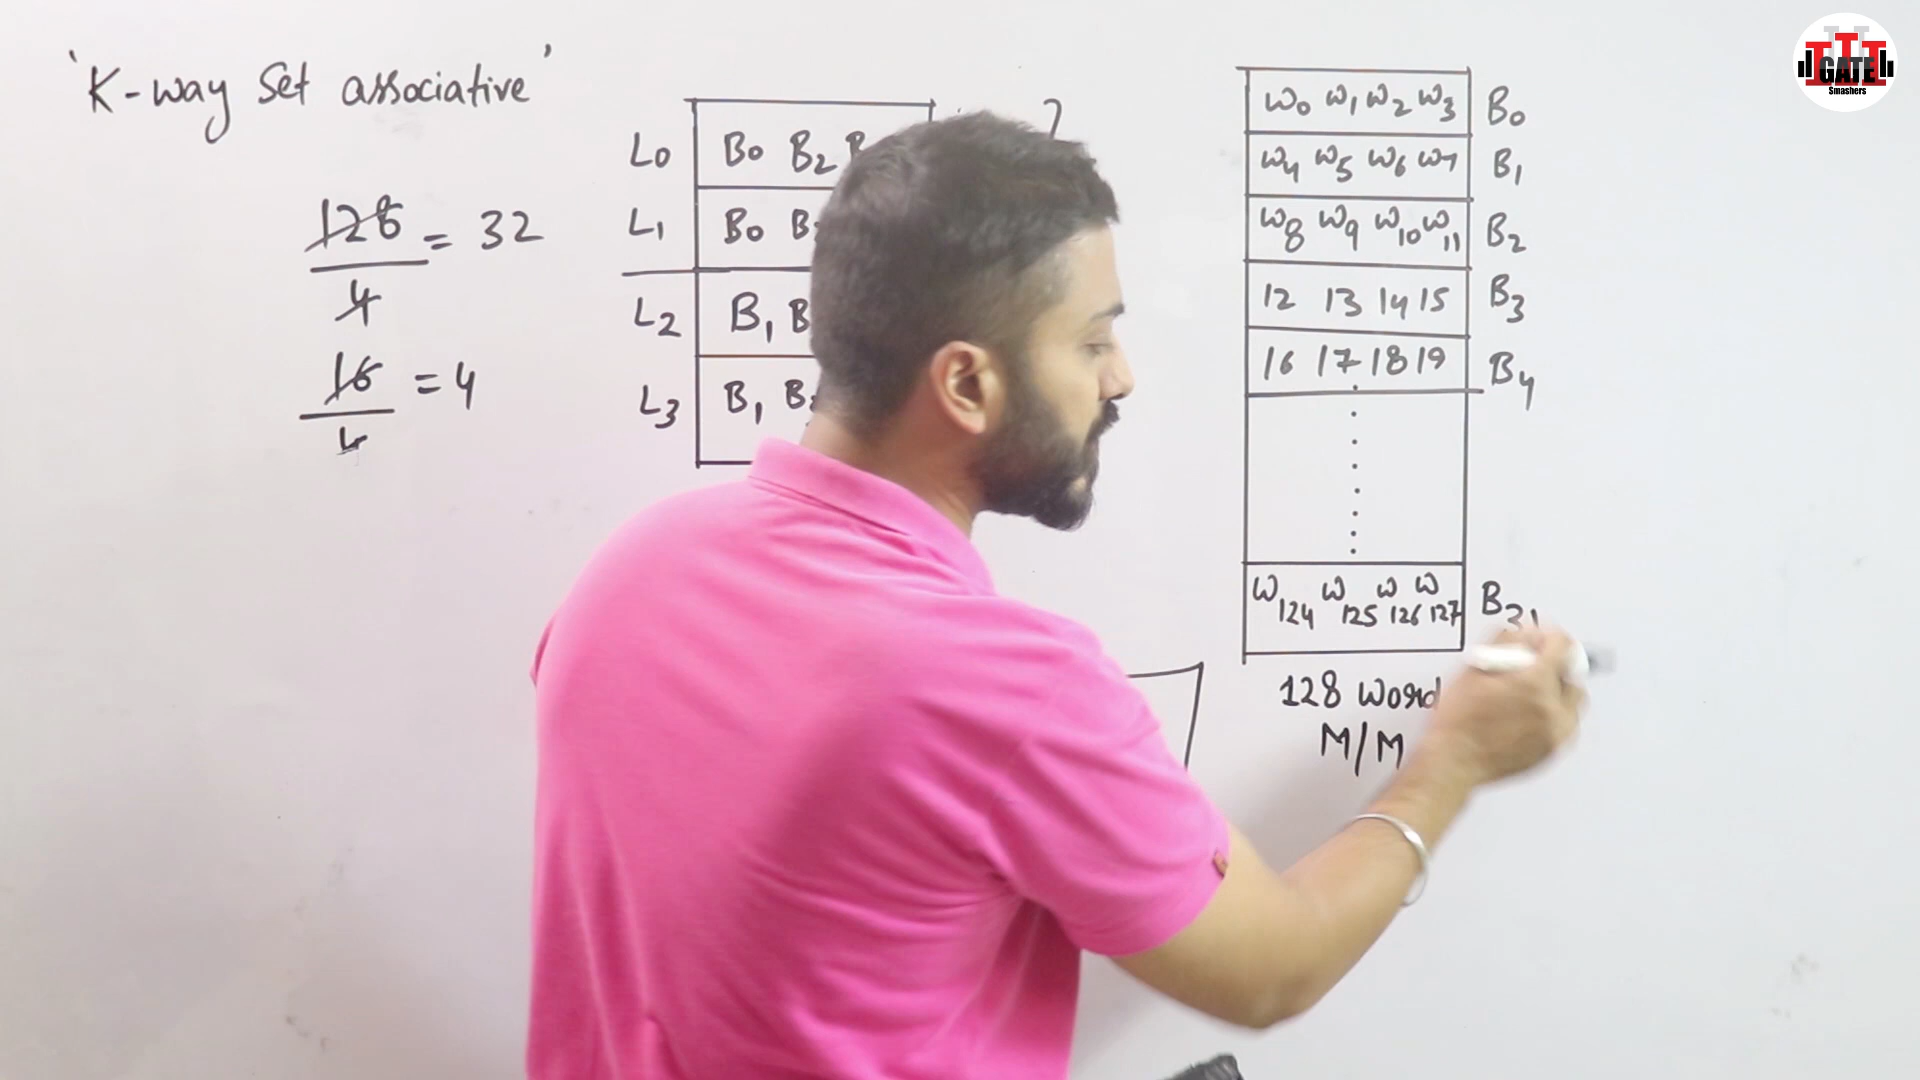 'K-way Set associative'
128 / 4 = 32
16 / 4 = 4
L0 B0 B2
L1 B0 B
L2 B1 B
L3 B1 B
W0 W1 W2 W3 B0
W4 W5 W6 W7 B1
W8 W9 W10 W11 B2
12 13 14 15 B3
16 17 18 19 B4
W124 W125 W126 W127 B31
128 Word
M/M
GATE
Smashers